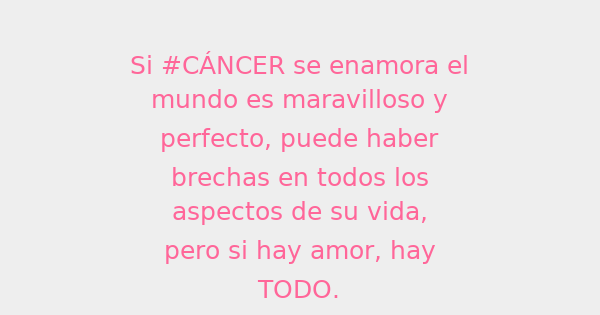 Si #CÁNCER se enamora el
mundo es maravilloso y
perfecto, puede haber
brechas en todos los
aspectos de su vida,
pero si hay amor, hay
TODO.